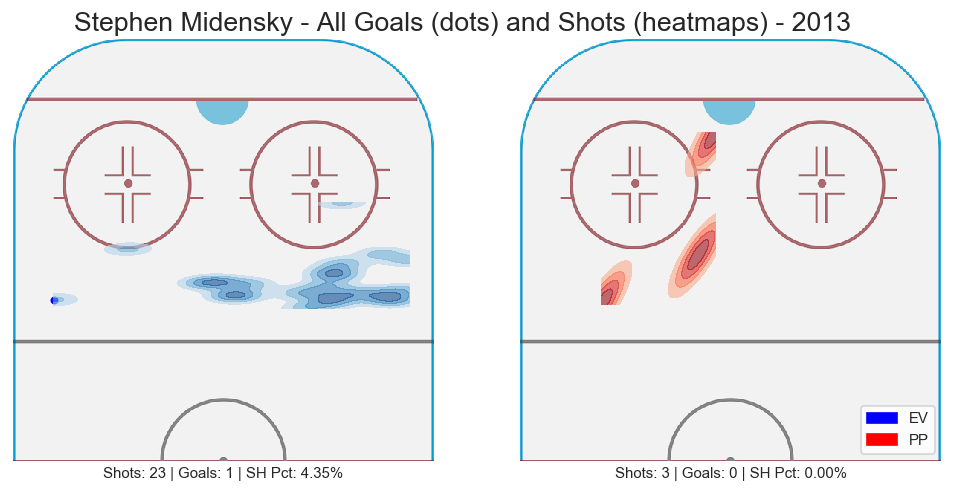 Stephen Midensky - All Goals (dots) and Shots (heatmaps) - 2013
EV
PP
Shots: 23 | Goals: 1 | SH Pct: 4.35%
Shots: 3 | Goals: 0 | SH Pct: 0.00%